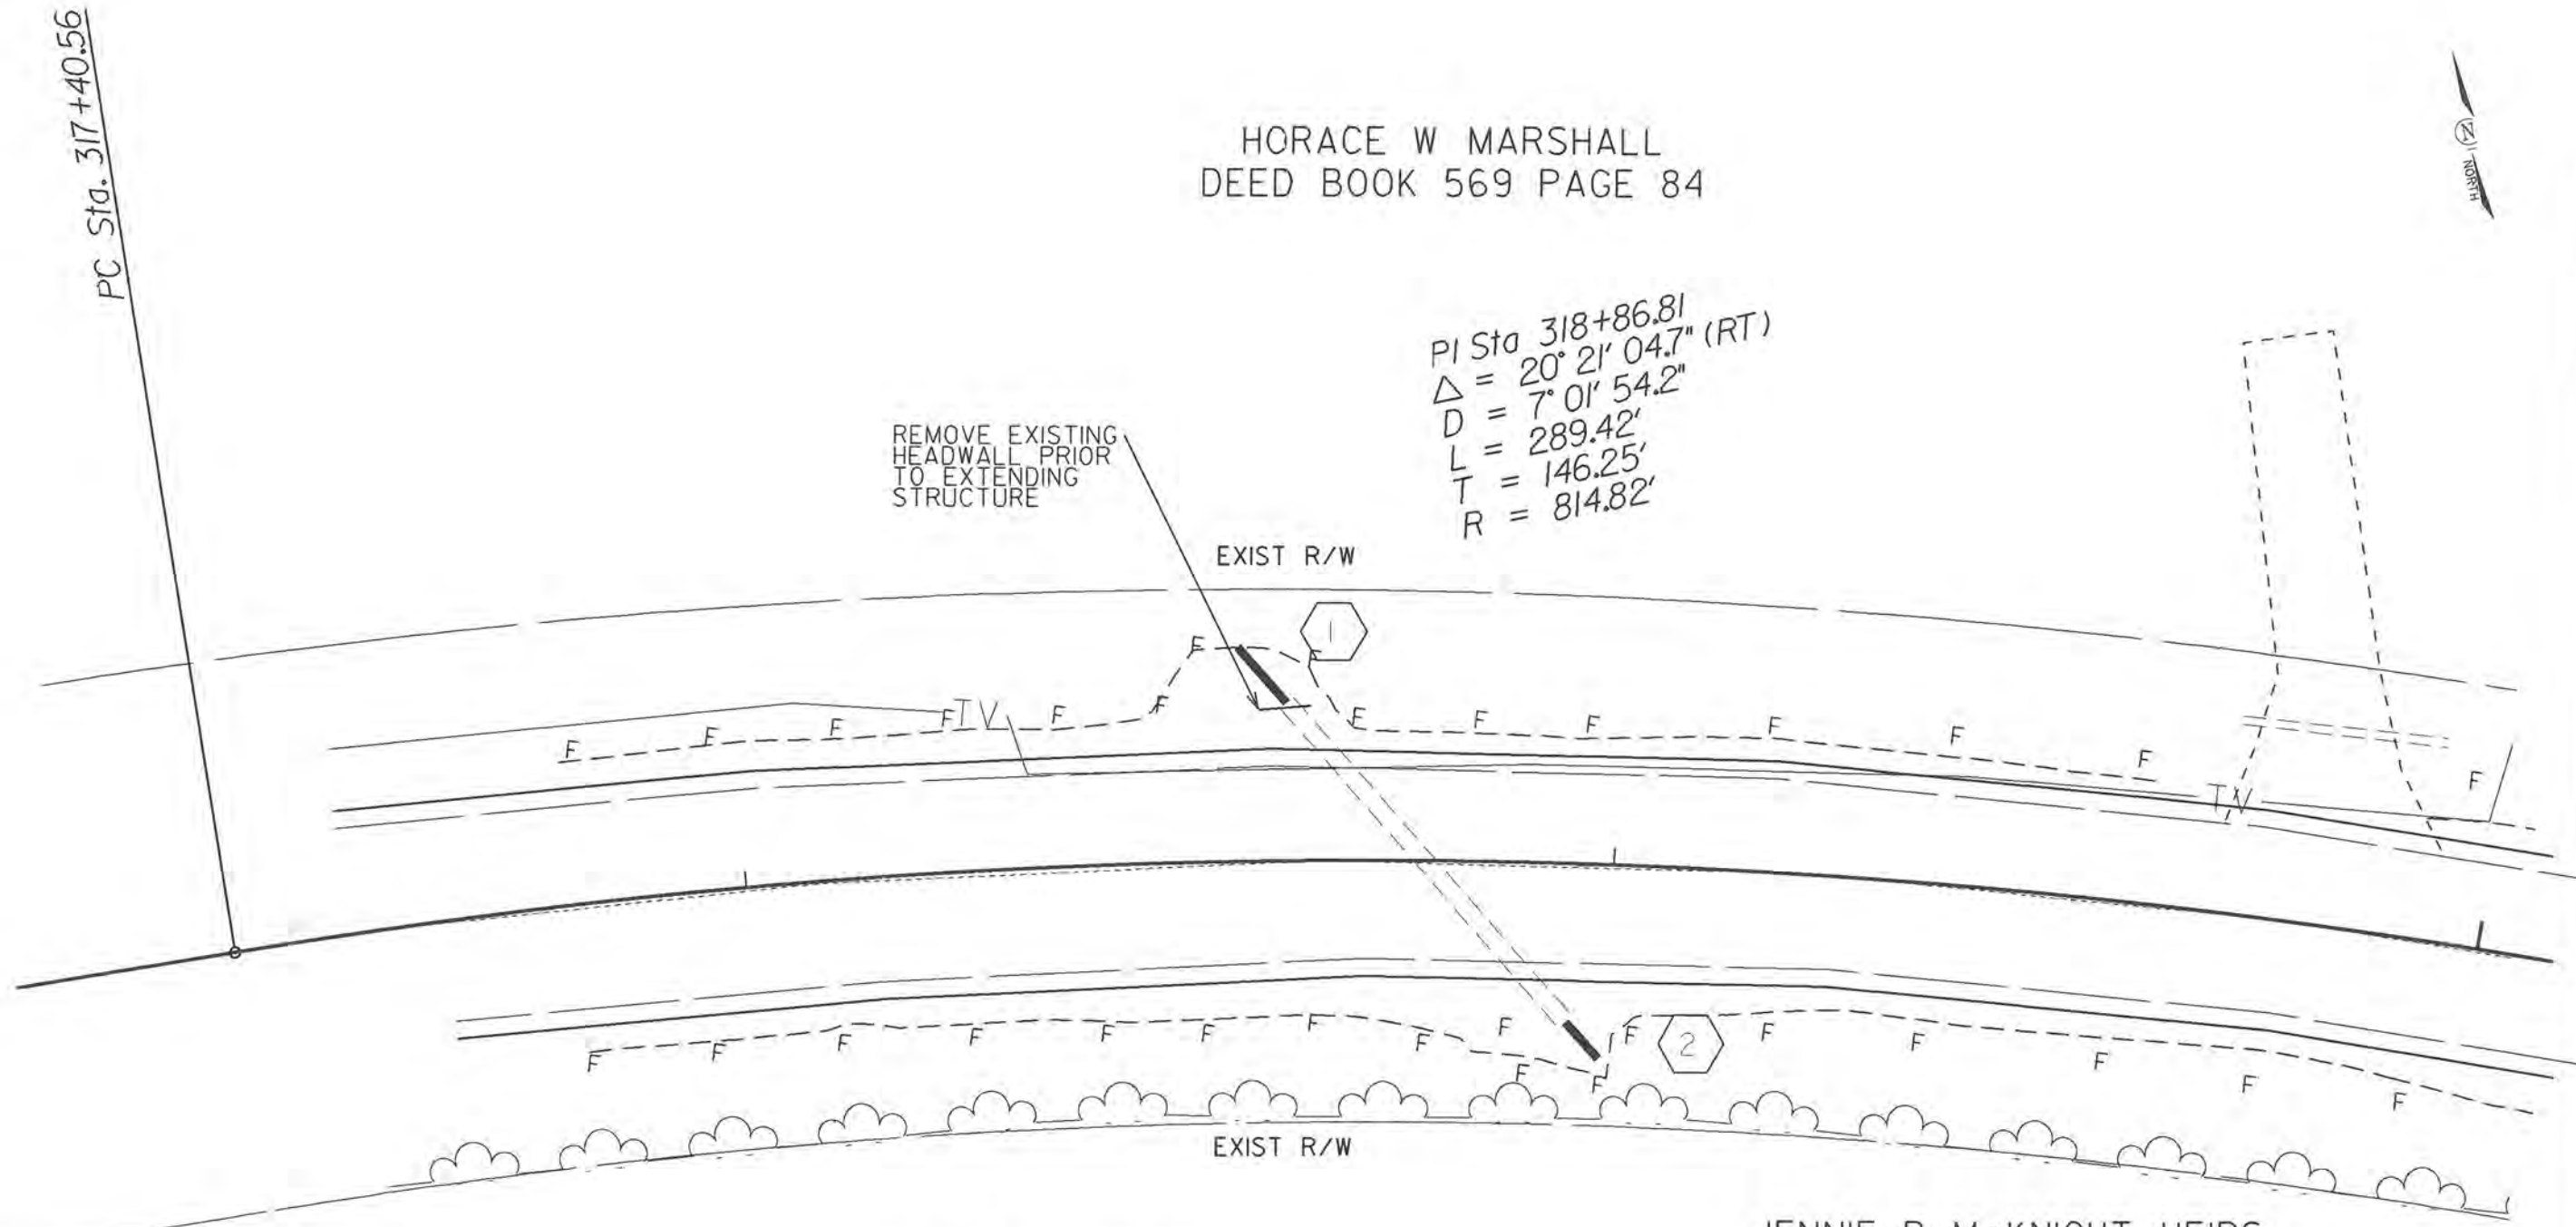 PC Sta. 317+40.56
HORACE W MARSHALL
DEED BOOK 569 PAGE 84
N
NORTH
PI Sta 318+86.81
Δ = 20° 21' 04.7" (RT)
D = 7° 01' 54.2"
L = 289.42'
T = 146.25'
R = 814.82'
REMOVE EXISTING
HEADWALL PRIOR
TO EXTENDING
STRUCTURE
EXIST R/W
1
F F F F TV F F F F F F F F F F
TV
F F F F F F F F F F F F F F F F F
2
EXIST R/W